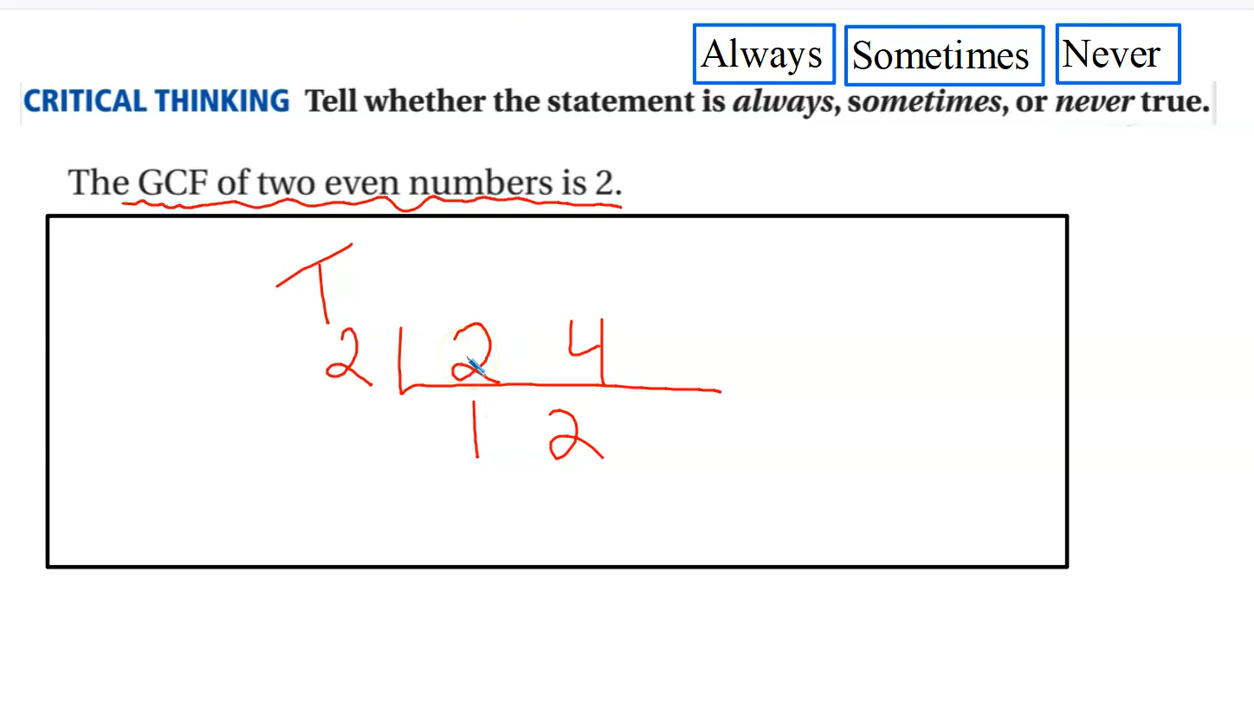 Always Sometimes Never
CRITICAL THINKING Tell whether the statement is always, sometimes, or never true.
The GCF of two even numbers is 2.
T
2 2 4
1 2